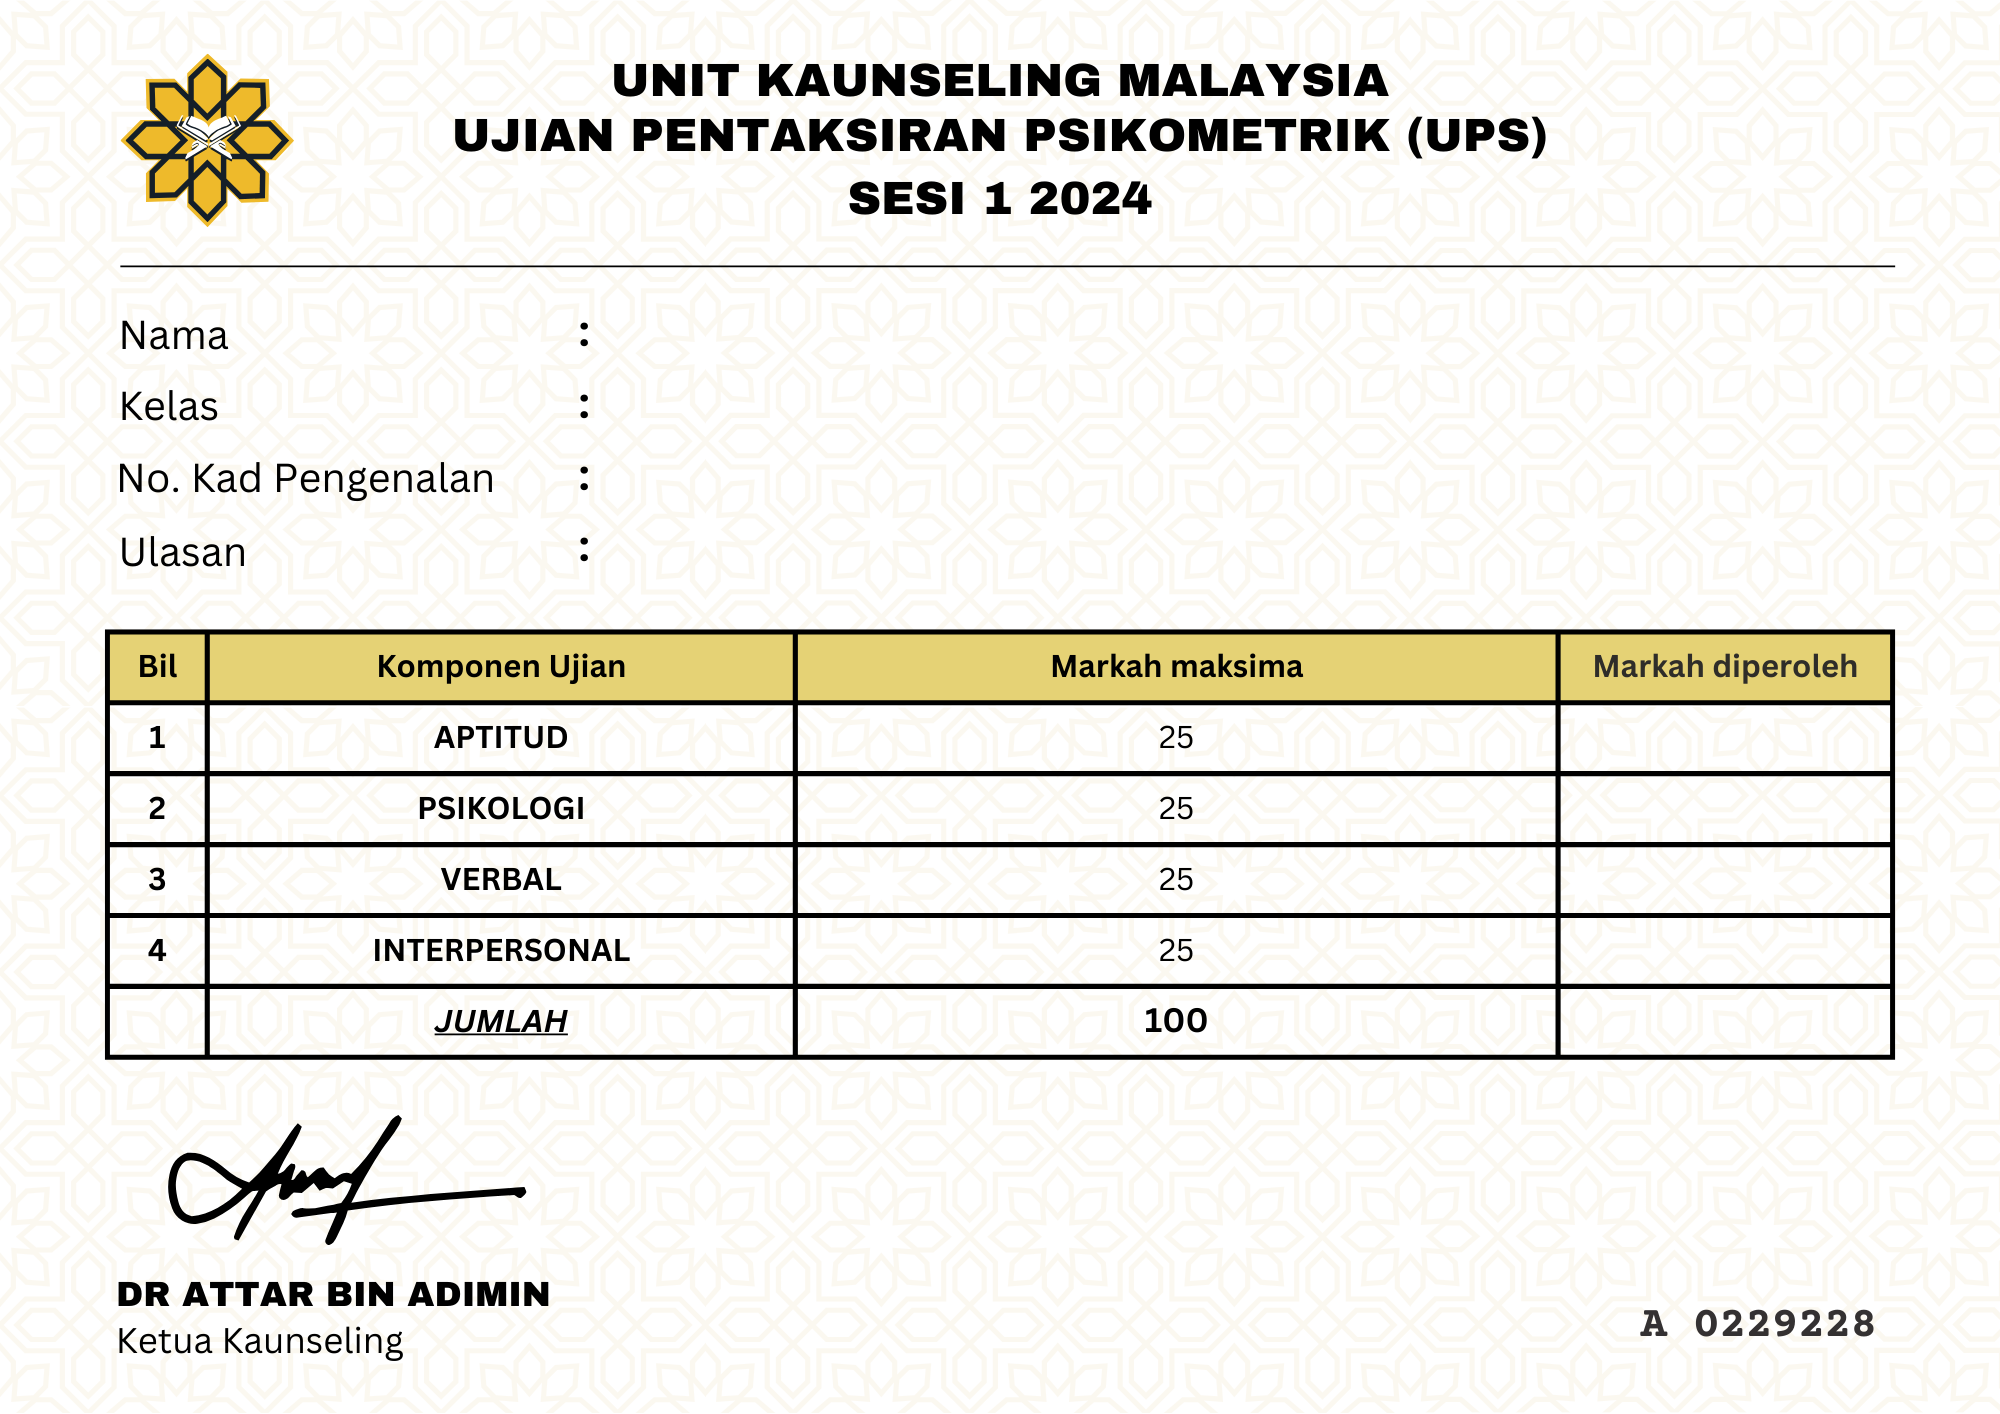 UNIT KAUNSELING MALAYSIA
UJIAN PENTAKSIRAN PSIKOMETRIK (UPS)
SESI 1 2024
Nama :
Kelas :
No. Kad Pengenalan :
Ulasan :
Bil Komponen Ujian Markah maksima Markah diperoleh
1 APTITUD 25
2 PSIKOLOGI 25
3 VERBAL 25
4 INTERPERSONAL 25
JUMLAH 100
DR ATTAR BIN ADIMIN
Ketua Kaunseling
A 0229228